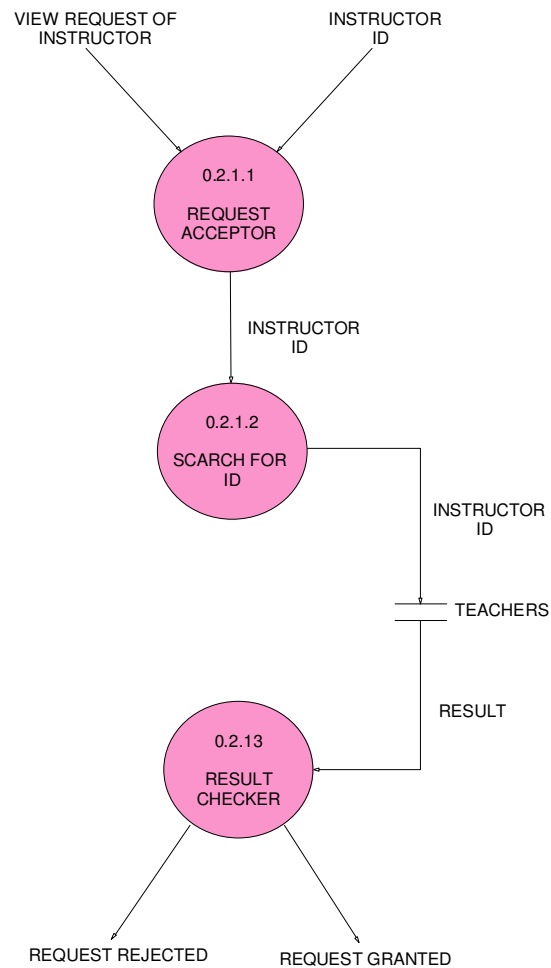 VIEW REQUEST OF
INSTRUCTOR
INSTRUCTOR
ID
0.2.1.1
REQUEST
ACCEPTOR
INSTRUCTOR
ID
0.2.1.2
SCARCH FOR
ID
INSTRUCTOR
ID
TEACHERS
RESULT
0.2.13
RESULT
CHECKER
REQUEST REJECTED
REQUEST GRANTED